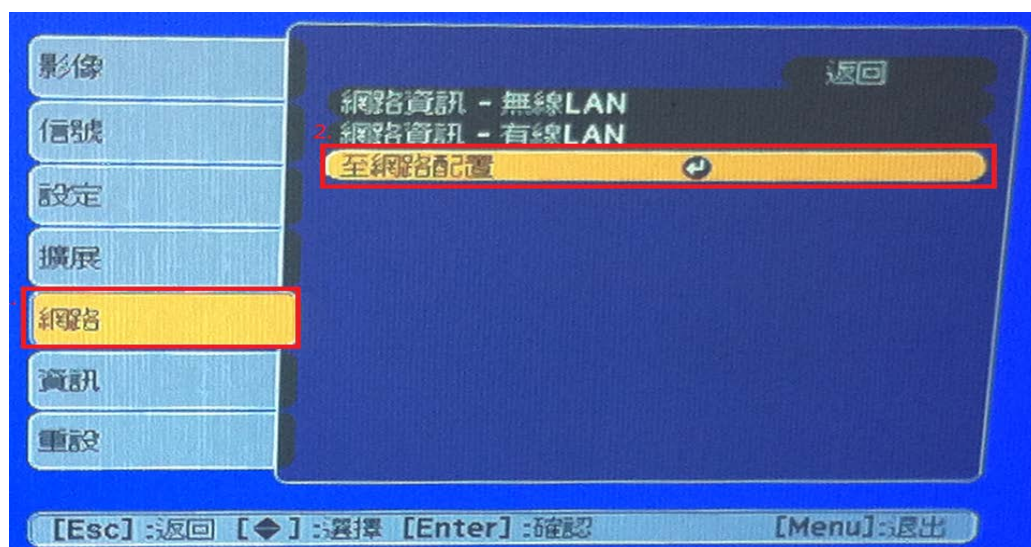 影像
信號
設定
擴展
網路
資訊
重設
返回
網路資訊 - 無線LAN
2. 網路資訊 - 有線LAN
至網路配置
[Esc] :返回 [◆] :選擇 [Enter] :確認 [Menu]:退出